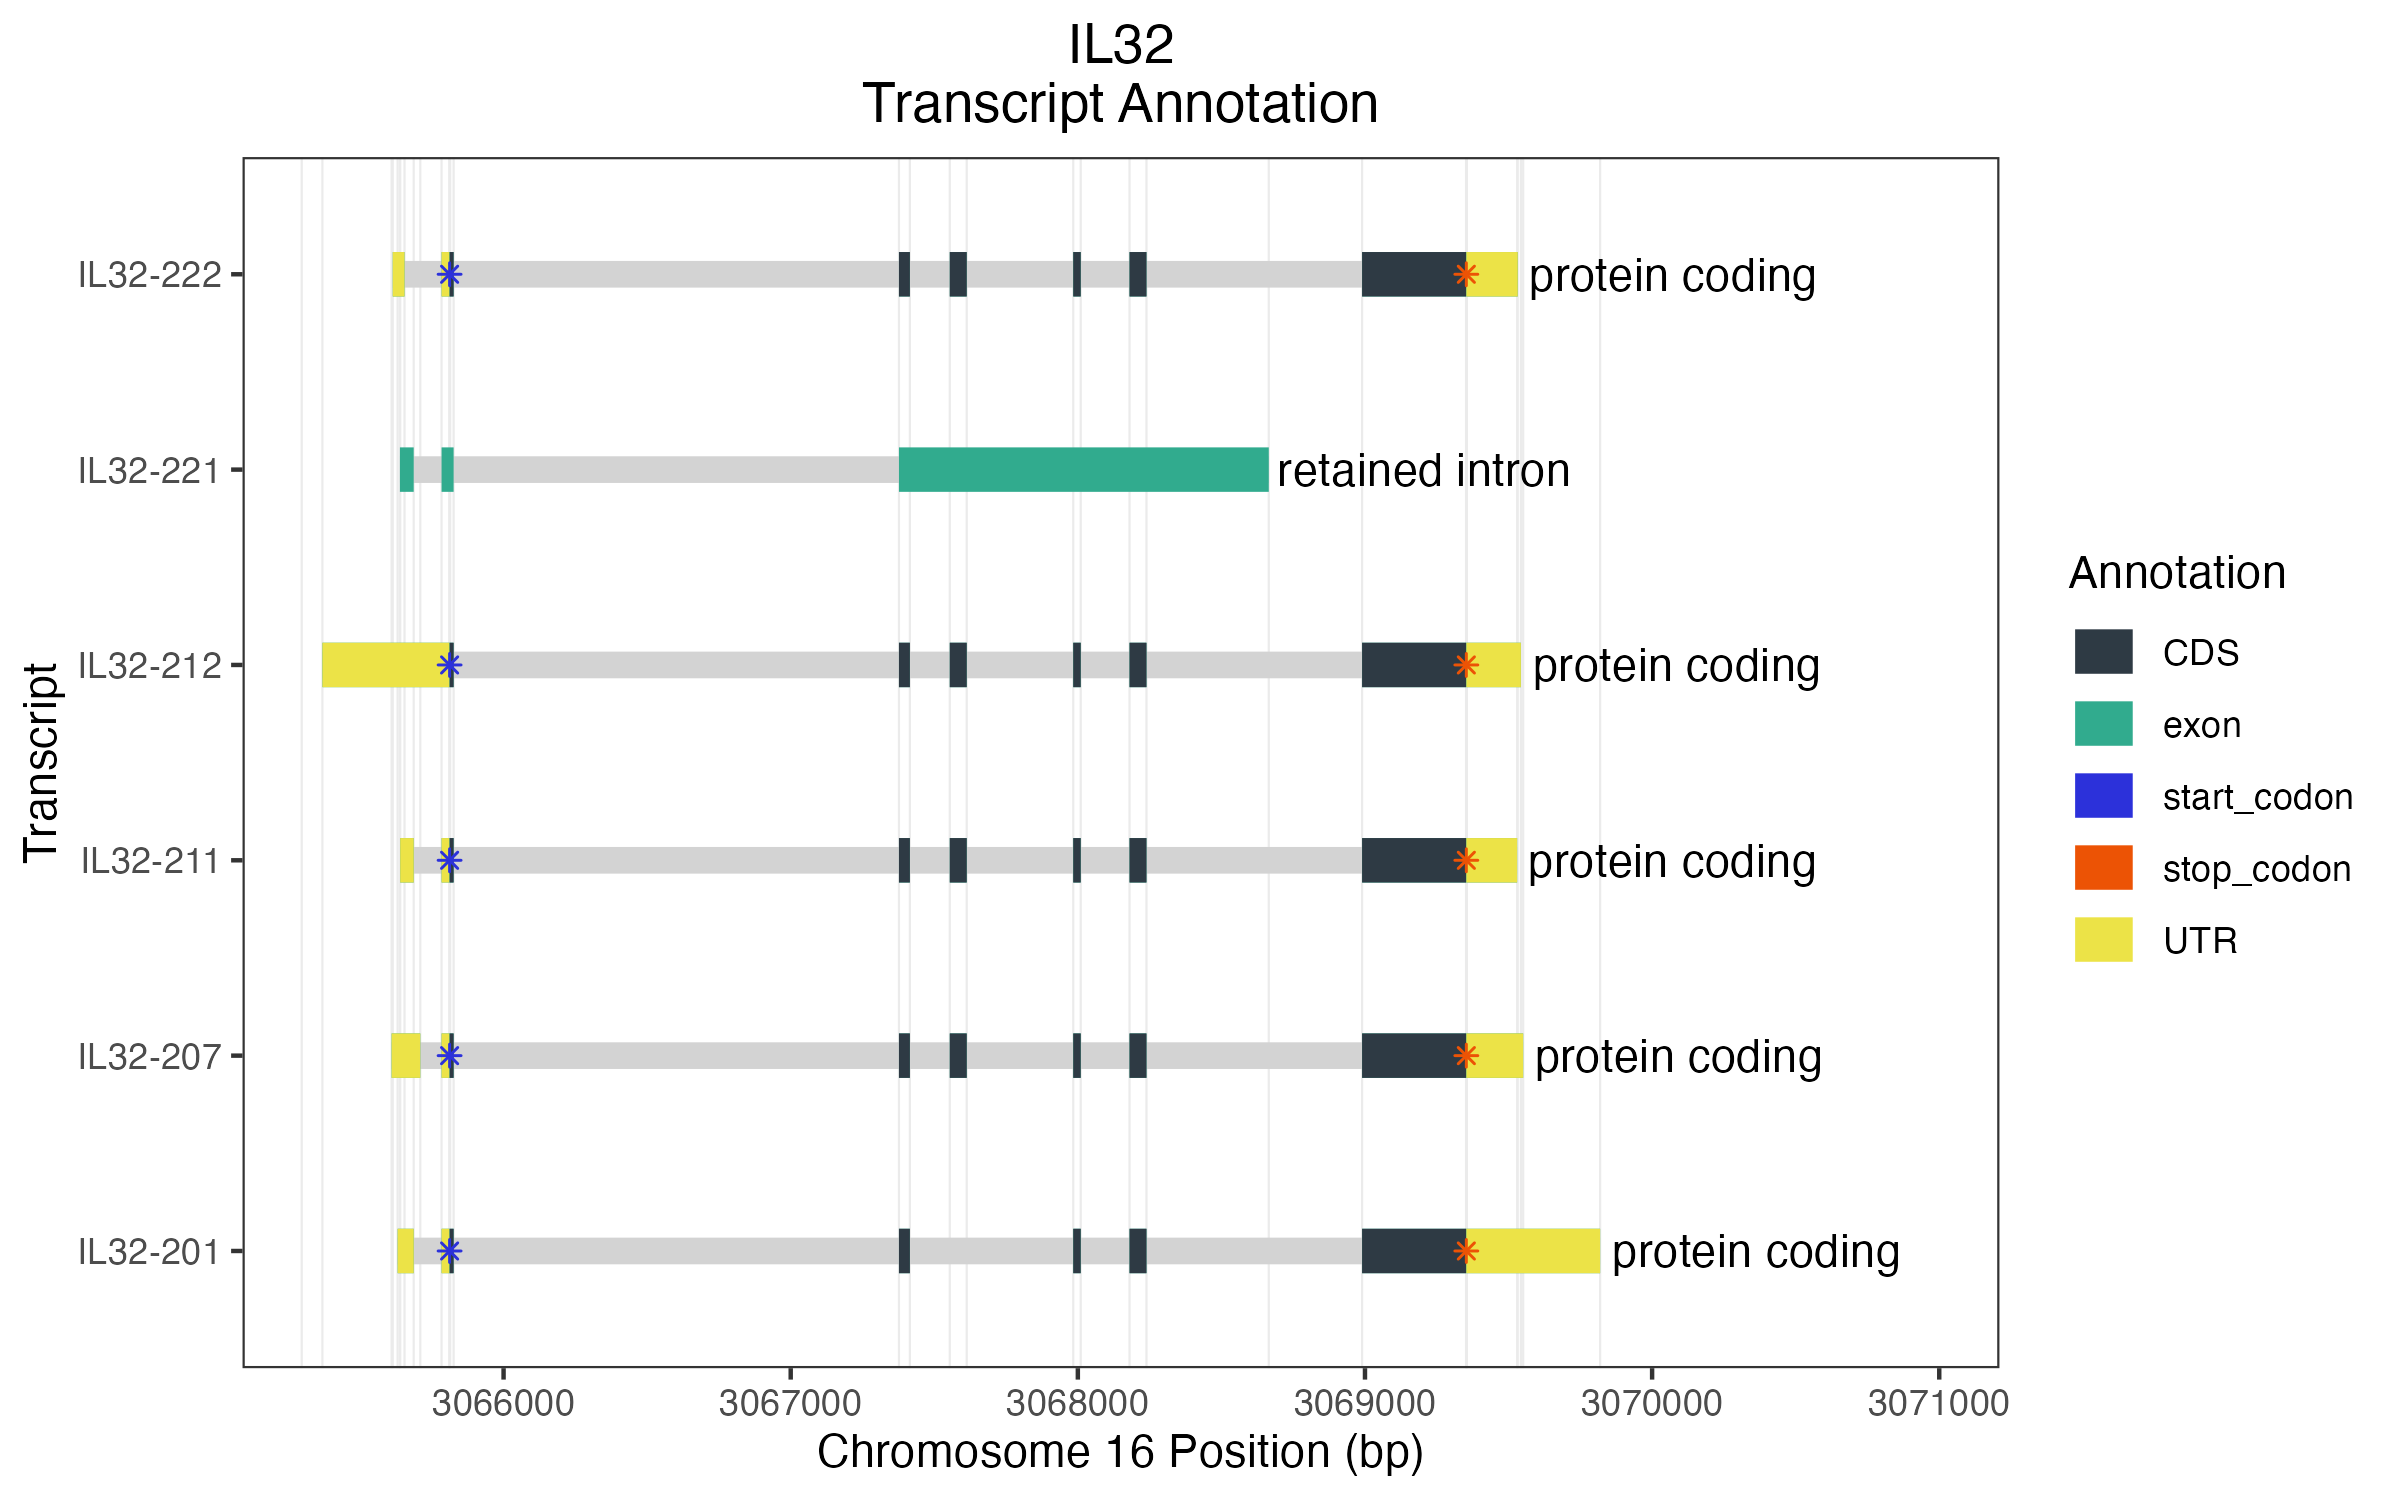 IL32
Transcript Annotation
Transcript
IL32-222
protein coding
IL32-221
retained intron
IL32-212
protein coding
IL32-211
protein coding
IL32-207
protein coding
IL32-201
protein coding
3066000 3067000 3068000 3069000 3070000 3071000
Chromosome 16 Position (bp)
Annotation
CDS
exon
start_codon
stop_codon
UTR